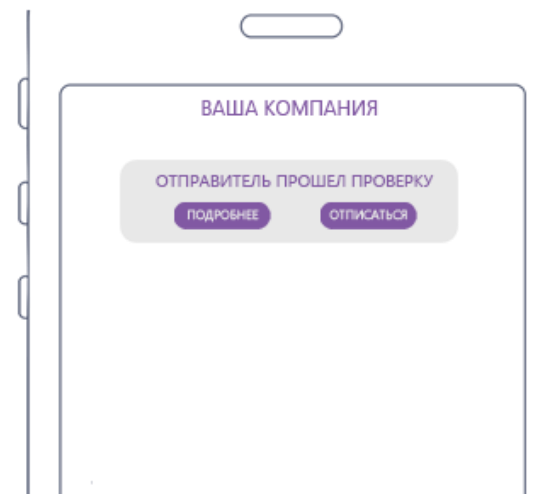 ВАША КОМПАНИЯ
ОТПРАВИТЕЛЬ ПРОШЕЛ ПРОВЕРКУ
ПОДРОБНЕЕ ОТПИСАТЬСЯ